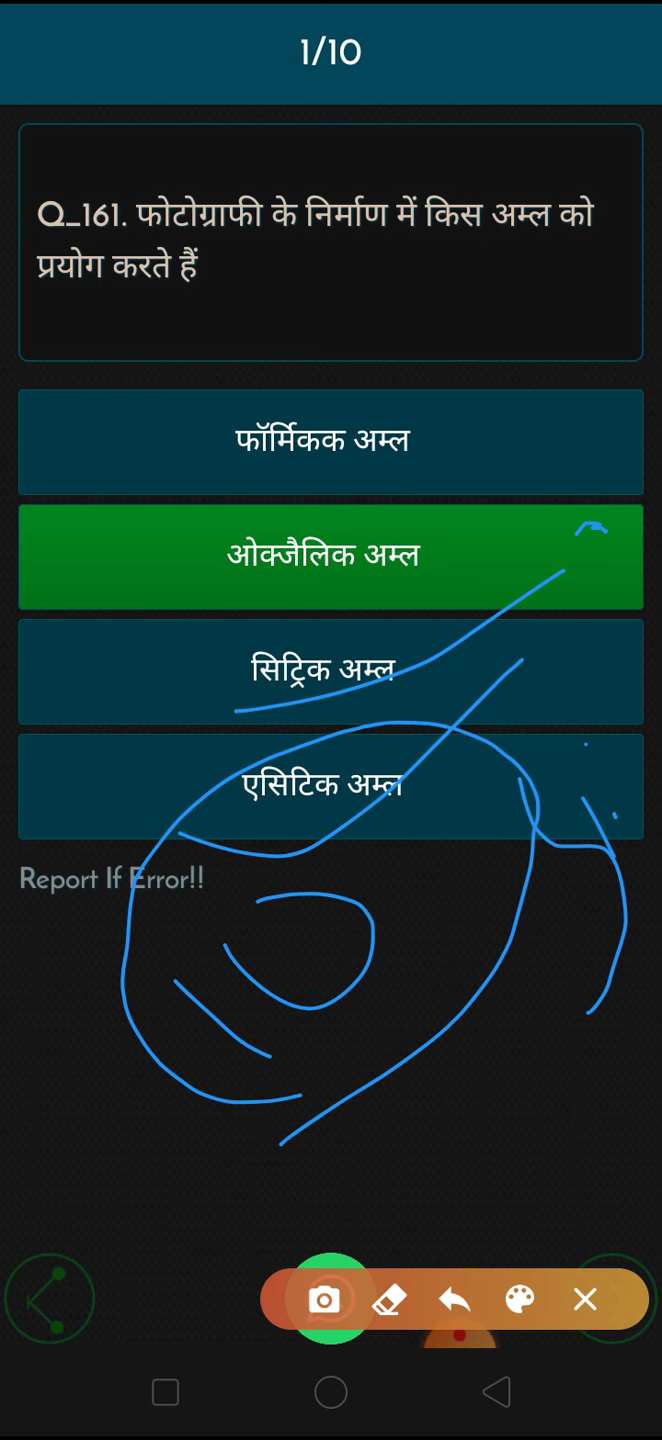 1/10
Q_161. फोटोग्राफी के निर्माण में किस अम्ल को
प्रयोग करते हैं
फॉर्मिकक अम्ल
ओक्जैलिक अम्ल
सिट्रिक अम्ल
एसिटिक अम्ल
Report If Error!!